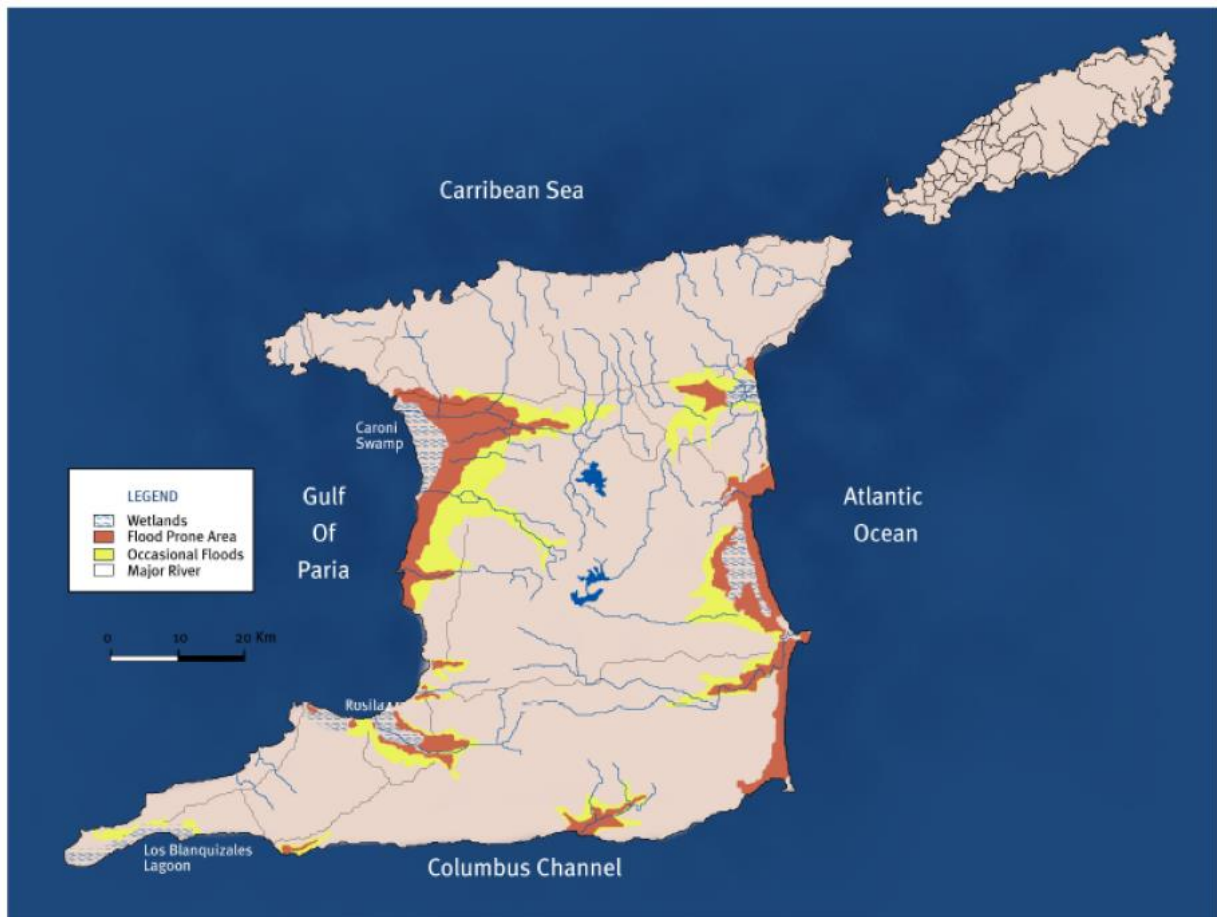 Carribean Sea
Caroni
Swamp
LEGEND
Wetlands
Flood Prone Area
Occasional Floods
Major River
Gulf
Of
Paria
Atlantic
Ocean
0 10 20 Km
Rusilla
Los Blanquizales
Lagoon
Columbus Channel